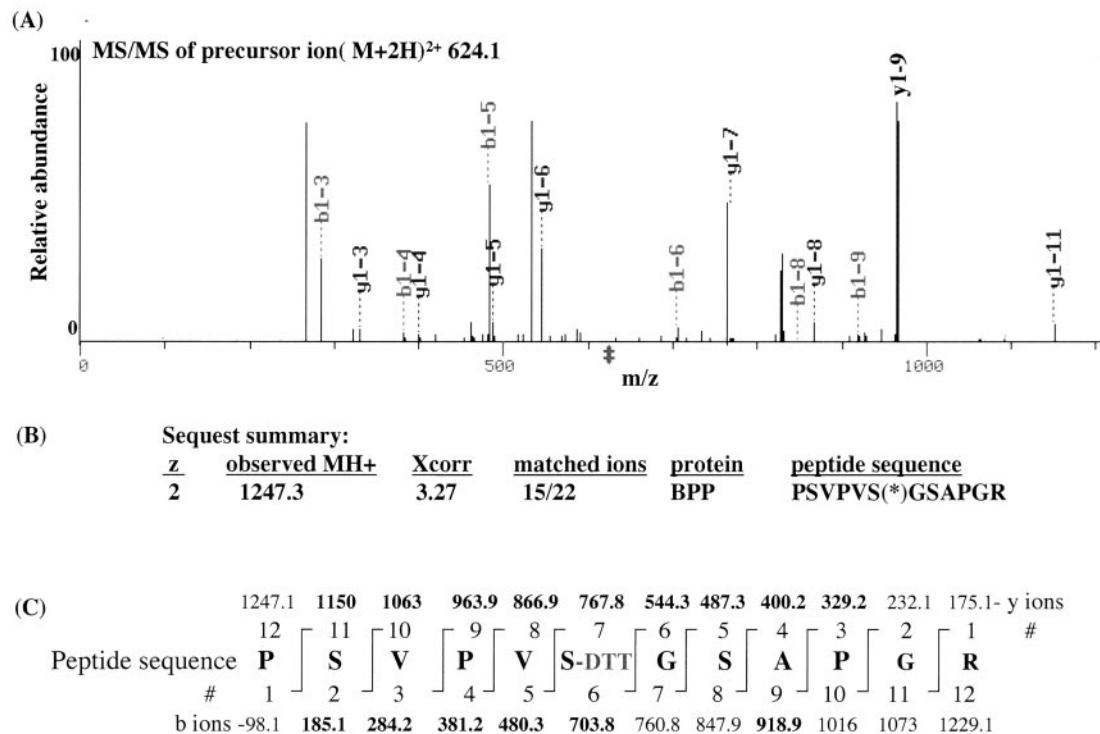 (A)
MS/MS of precursor ion( M+2H)²⁺ 624.1
100
Relative abundance
0
b1-3
y1-3
b1-4
y1-4
b1-5
y1-5
y1-6
b1-6
y1-7
b1-8
y1-8
b1-9
y1-9
y1-11
0
500
‡
1000
m/z
(B)
Sequest summary:
z observed MH+ Xcorr matched ions protein peptide sequence
2 1247.3 3.27 15/22 BPP PSVPVS(*)GSAPGR
(C)
1247.1 1150 1063 963.9 866.9 767.8 544.3 487.3 400.2 329.2 232.1 175.1- y ions
12 11 10 9 8 7 6 5 4 3 2 1 #
Peptide sequence P S V P V S-DTT G S A P G R
# 1 2 3 4 5 6 7 8 9 10 11 12
b ions -98.1 185.1 284.2 381.2 480.3 703.8 760.8 847.9 918.9 1016 1073 1229.1